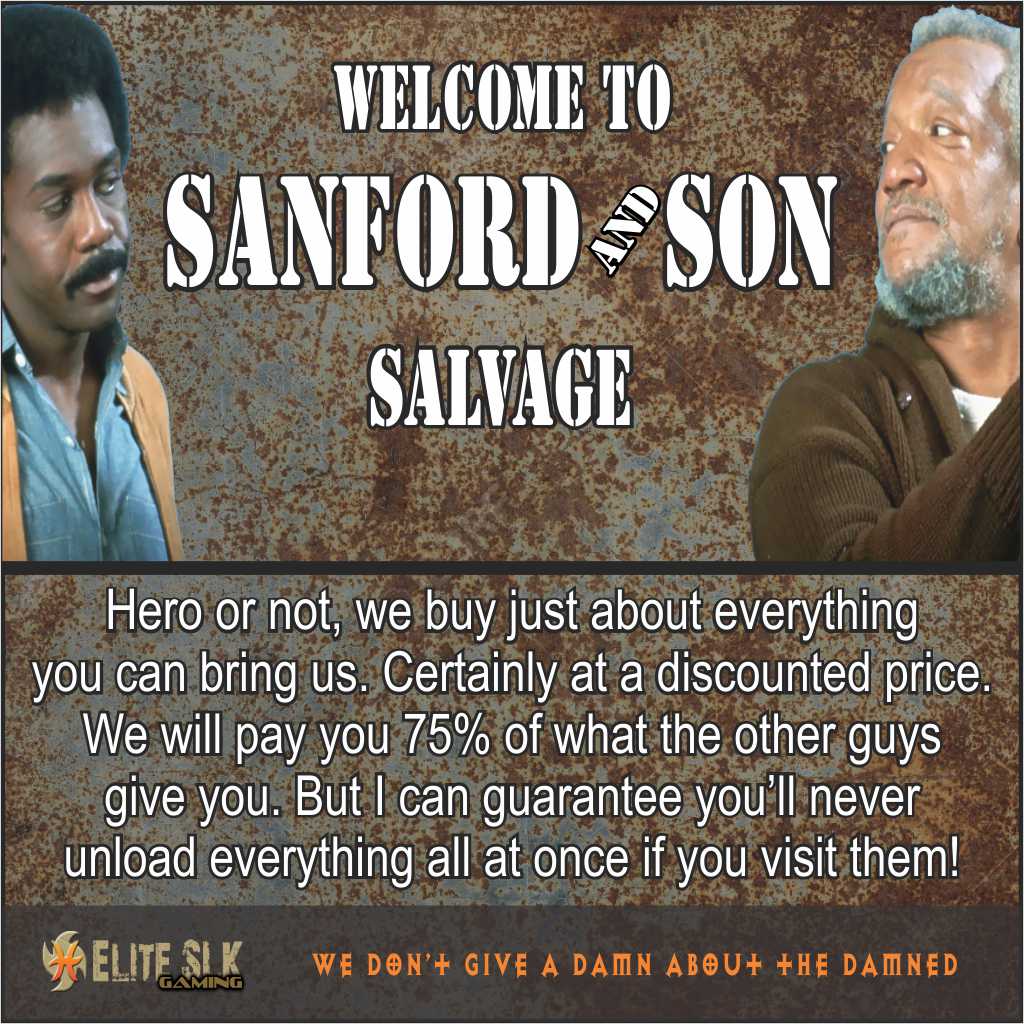 WELCOME TO
SANFORD AND SON
SALVAGE
Hero or not, we buy just about everything
you can bring us. Certainly at a discounted price.
We will pay you 75% of what the other guys
give you. But I can guarantee you’ll never
unload everything all at once if you visit them!
ELITE SLK
GAMING
WE DON'T GIVE A DAMN ABOUT THE DAMNED